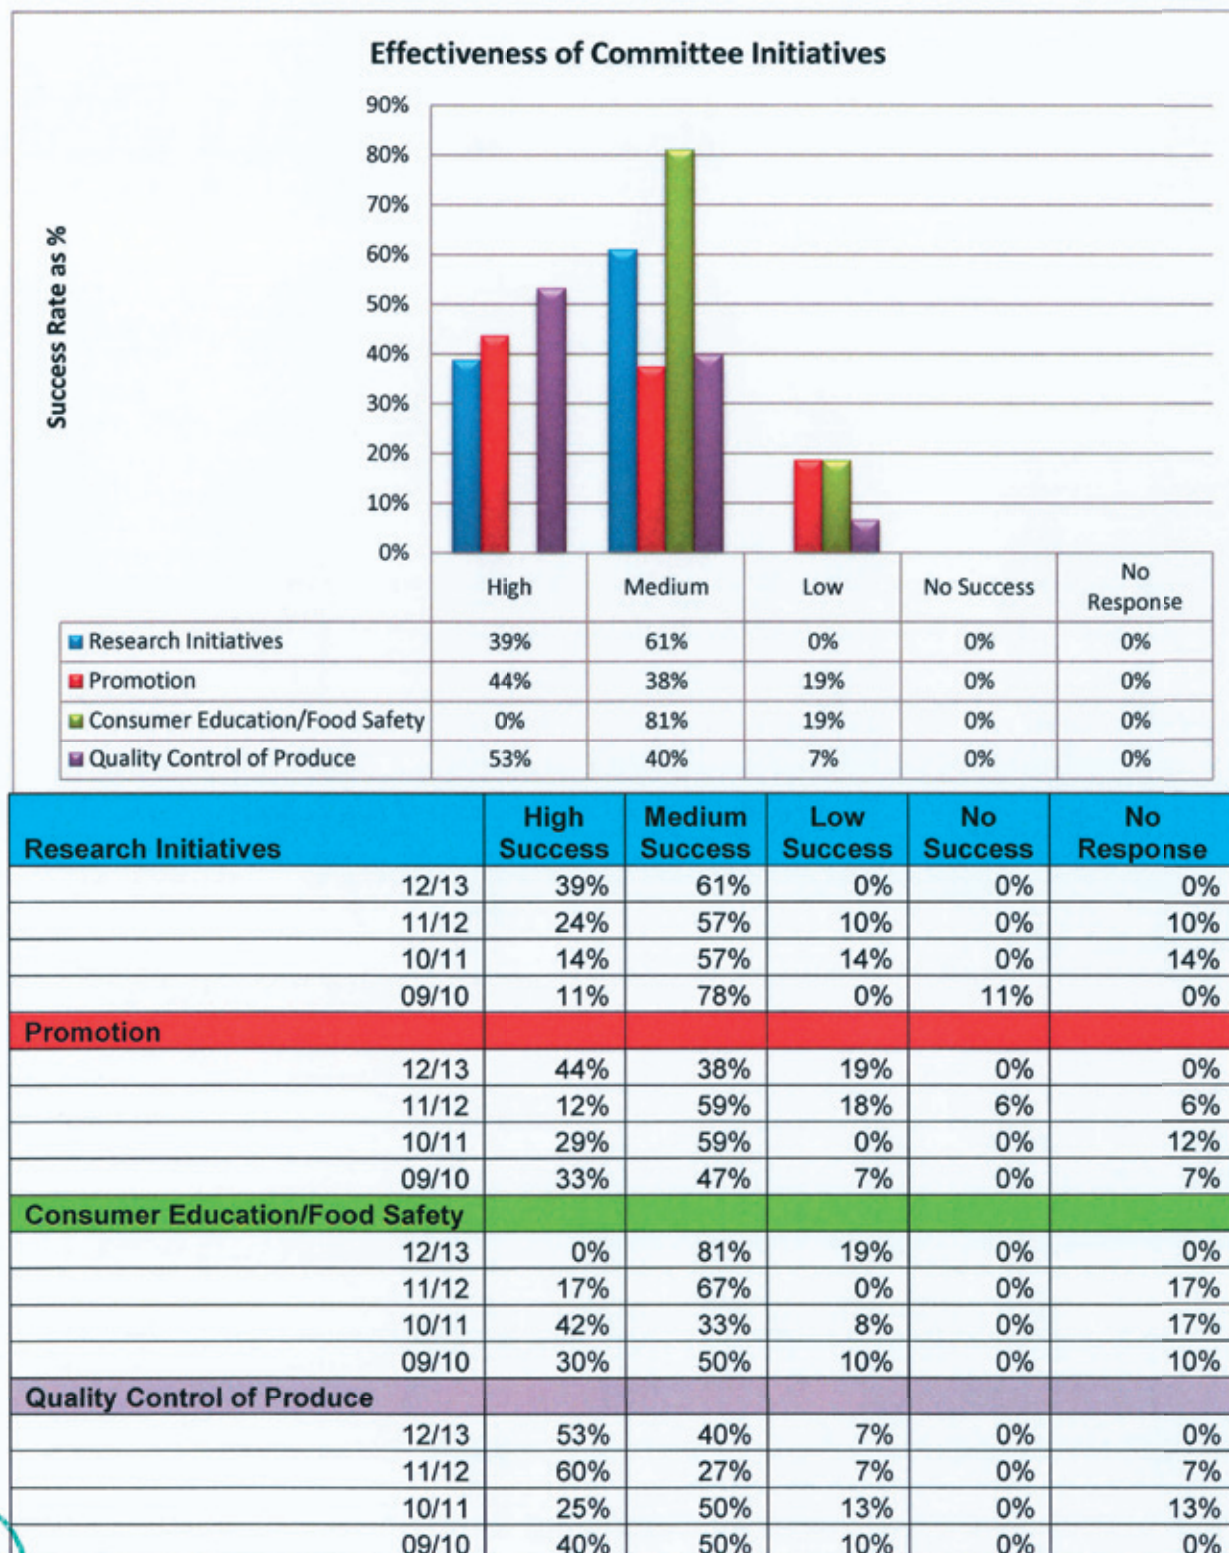 Effectiveness of Committee Initiatives
Success Rate as %
90%
80%
70%
60%
50%
40%
30%
20%
10%
0%
High Medium Low No Success No Response
Research Initiatives 39% 61% 0% 0% 0%
Promotion 44% 38% 19% 0% 0%
Consumer Education/Food Safety 0% 81% 19% 0% 0%
Quality Control of Produce 53% 40% 7% 0% 0%
Research Initiatives High Success Medium Success Low Success No Success No Response
12/13 39% 61% 0% 0% 0%
11/12 24% 57% 10% 0% 10%
10/11 14% 57% 14% 0% 14%
09/10 11% 78% 0% 11% 0%
Promotion
12/13 44% 38% 19% 0% 0%
11/12 12% 59% 18% 6% 6%
10/11 29% 59% 0% 0% 12%
09/10 33% 47% 7% 0% 7%
Consumer Education/Food Safety
12/13 0% 81% 19% 0% 0%
11/12 17% 67% 0% 0% 17%
10/11 42% 33% 8% 0% 17%
09/10 30% 50% 10% 0% 10%
Quality Control of Produce
12/13 53% 40% 7% 0% 0%
11/12 60% 27% 7% 0% 7%
10/11 25% 50% 13% 0% 13%
09/10 40% 50% 10% 0% 0%